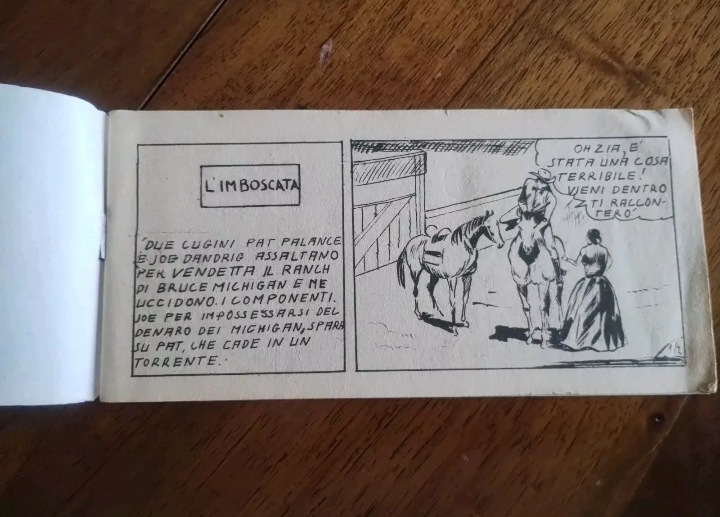 L'IMBOSCATA
DUE CUGINI PAT PALANCE
E JOE DANDRIG ASSALTANO
PER VENDETTA IL RANCH
DI BRUCE MICHIGAN E NE
UCCIDONO. I COMPONENTI.
JOE PER IMPOSSESSARSI DEL
DENARO DEI MICHIGAN, SPARA
SU PAT, CHE CADE IN UN
TORRENTE.
OH ZIA, E'
STATA UNA COSA
TERRIBILE!
VIENI DENTRO
TI RACCON-
TERO'